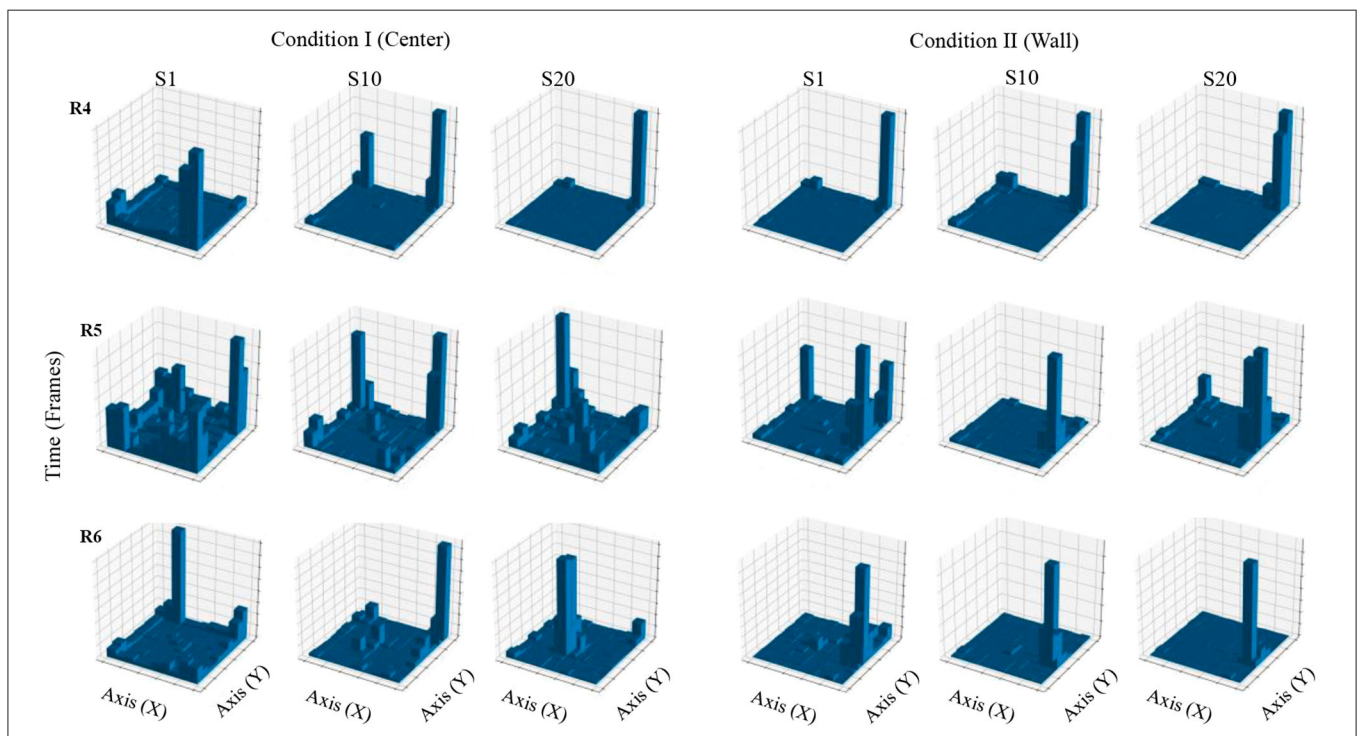 Condition I (Center) Condition II (Wall)
S1 S10 S20 S1 S10 S20
R4
R5
Time (Frames)
R6
Axis (X) Axis (Y) Axis (X) Axis (Y) Axis (X) Axis (Y) Axis (X) Axis (Y) Axis (X) Axis (Y) Axis (X) Axis (Y)